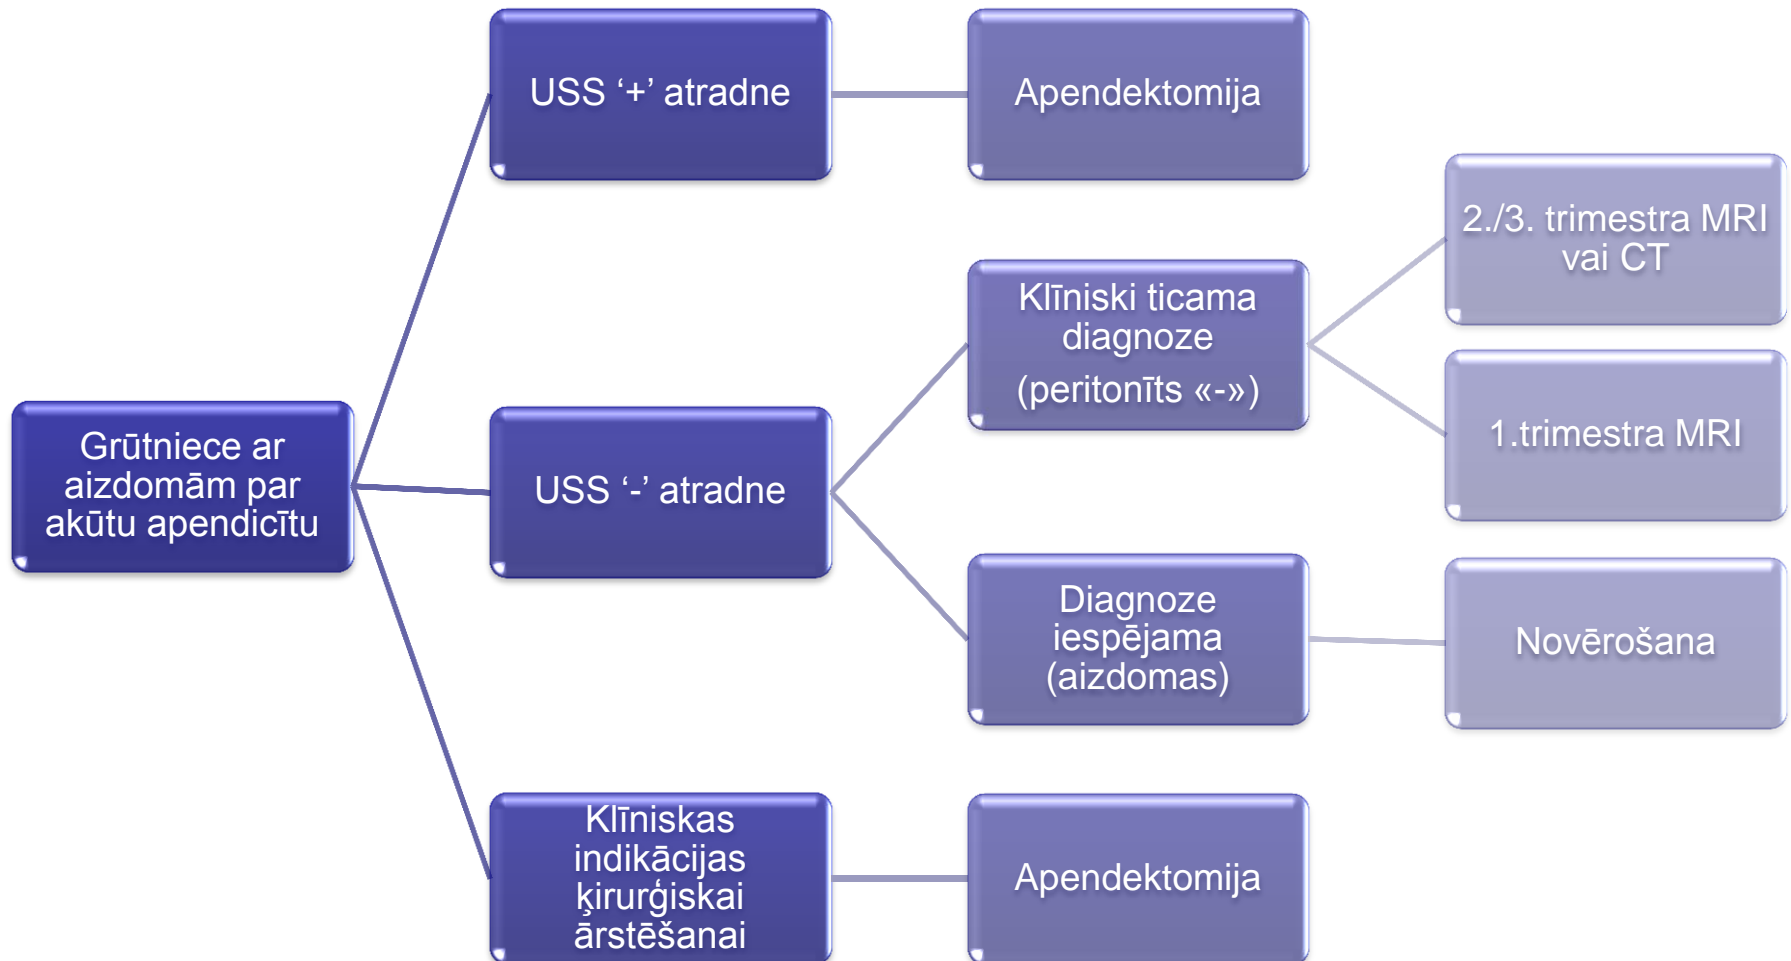 Grūtniece ar
aizdomām par
akūtu apendicītu
USS ‘+’ atradne
Apendektomija
USS ‘-’ atradne
Klīniski ticama
diagnoze
(peritonīts «-»)
2./3. trimestra MRI
vai CT
1.trimestra MRI
Diagnoze
iespējama
(aizdomas)
Novērošana
Klīniskas
indikācijas
ķirurģiskai
ārstēšanai
Apendektomija